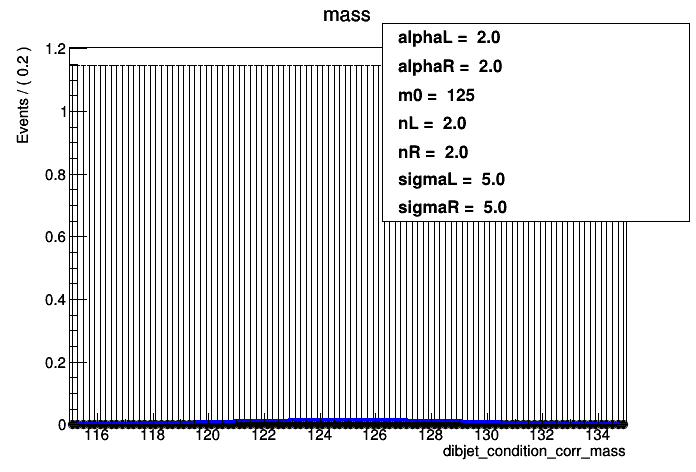 mass
alphaL = 2.0
alphaR = 2.0
m0 = 125
nL = 2.0
nR = 2.0
sigmaL = 5.0
sigmaR = 5.0
Events / ( 0.2 )
1.2
1
0.8
0.6
0.4
0.2
0
116 118 120 122 124 126 128 130 132 134
dibjet_condition_corr_mass